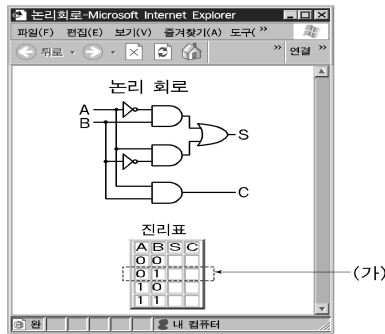 논리회로-Microsoft Internet Explorer
파일(F) 편집(E) 보기(V) 즐겨찾기(A) 도구( »
뒤로 » 연결 »
논리 회로
A
B
S
C
진리표
A B S C
0 0
0 1
1 0
1 1
(가)
완 내 컴퓨터